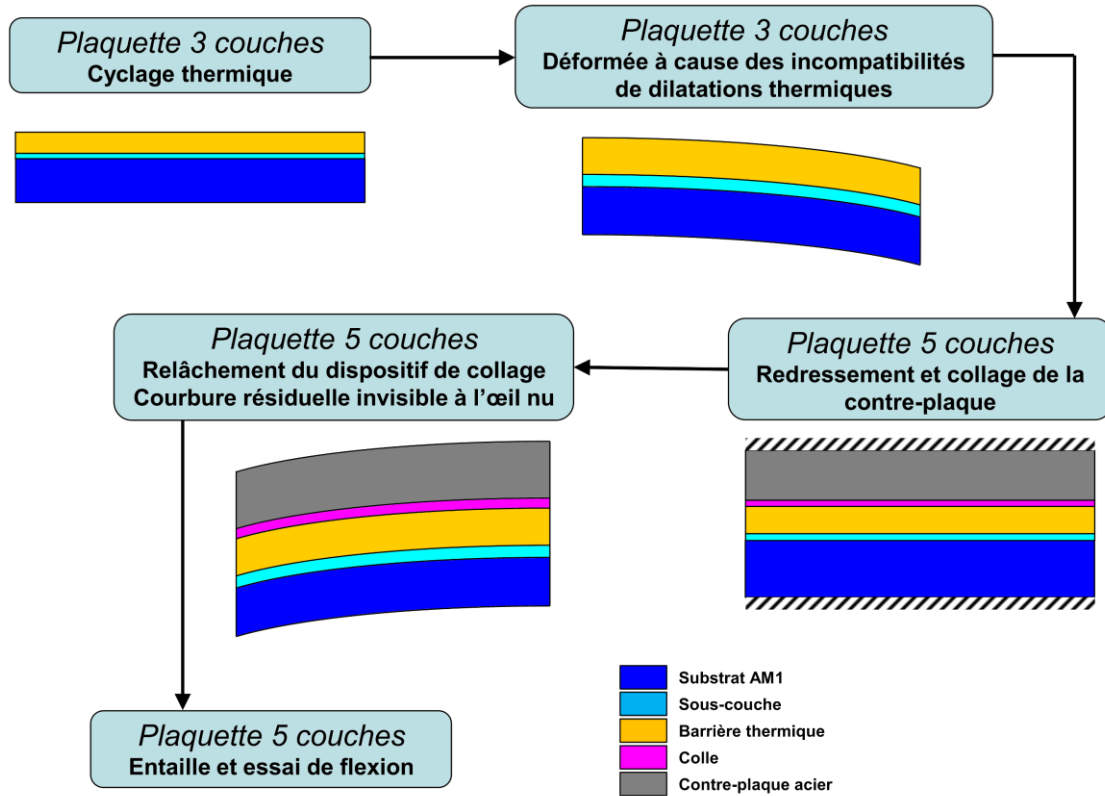 Plaquette 3 couches
Cyclage thermique
Plaquette 3 couches
Déformée à cause des incompatibilités
de dilatations thermiques
Plaquette 5 couches
Redressement et collage de la
contre-plaque
Plaquette 5 couches
Relâchement du dispositif de collage
Courbure résiduelle invisible à l’œil nu
Plaquette 5 couches
Entaille et essai de flexion
Substrat AM1
Sous-couche
Barrière thermique
Colle
Contre-plaque acier